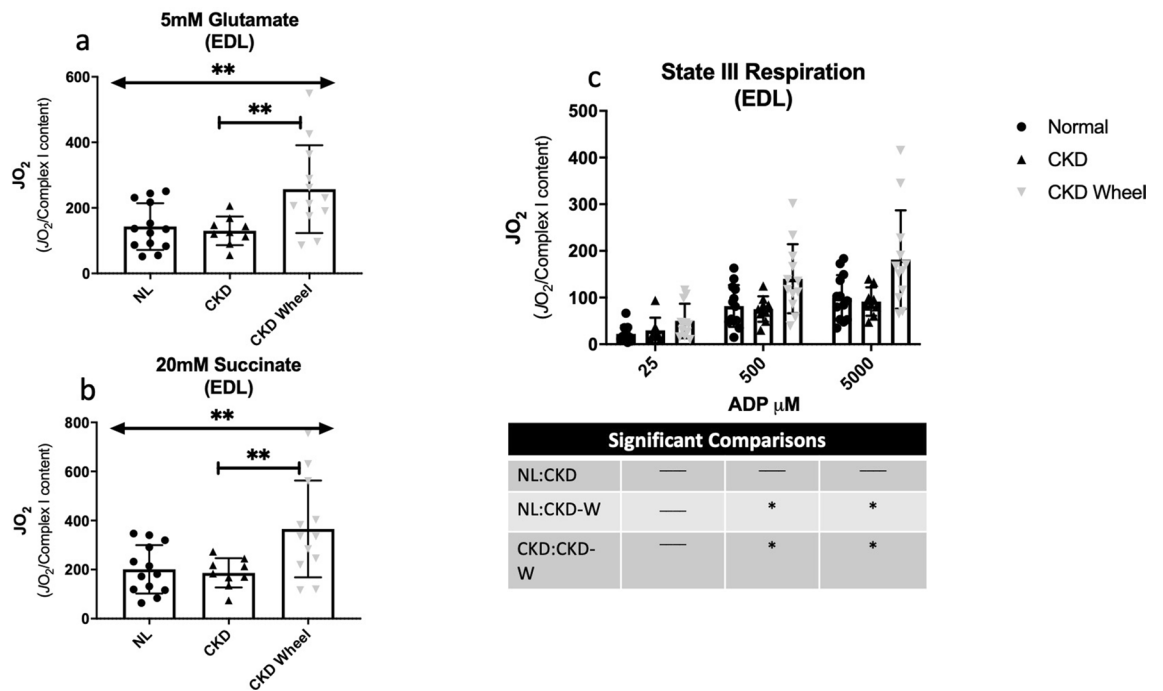 a
5mM Glutamate
(EDL)
**
**
600
400
200
0
JO2
(JO2/Complex I content)
NL
CKD
CKD Wheel
b
20mM Succinate
(EDL)
**
**
800
600
400
200
0
JO2
(JO2/Complex I content)
NL
CKD
CKD Wheel
c
State III Respiration
(EDL)
500
400
300
200
100
0
JO2
(JO2/Complex I content)
25
500
5000
ADP μM
Normal
CKD
CKD Wheel
Significant Comparisons
NL:CKD — — —
NL:CKD-W — * *
CKD:CKD- — * *
W